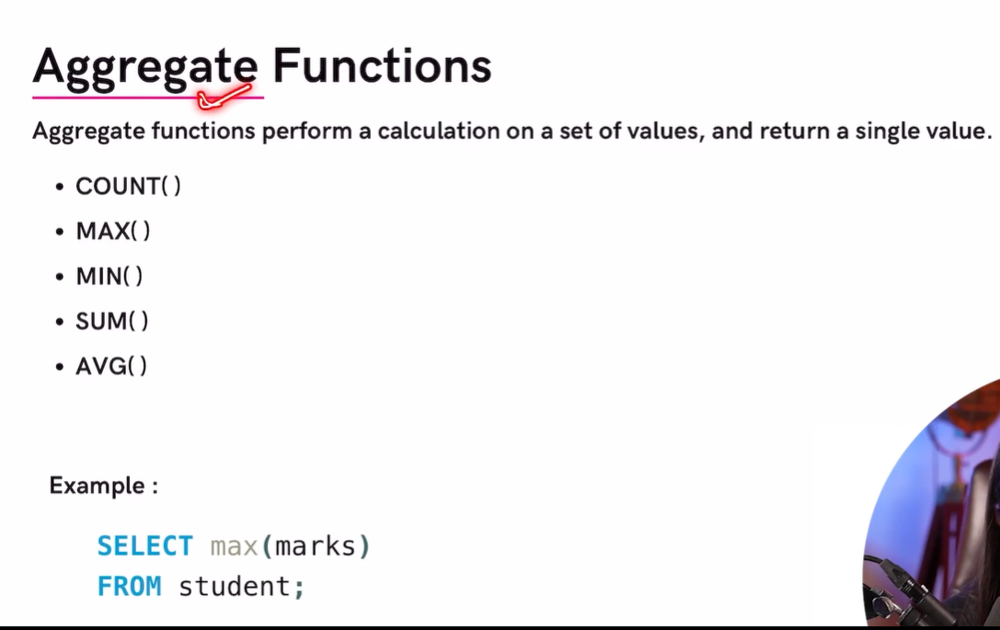 Aggregate Functions
Aggregate functions perform a calculation on a set of values, and return a single value.
• COUNT( )
• MAX( )
• MIN( )
• SUM( )
• AVG( )
Example :
SELECT max(marks)
FROM student;